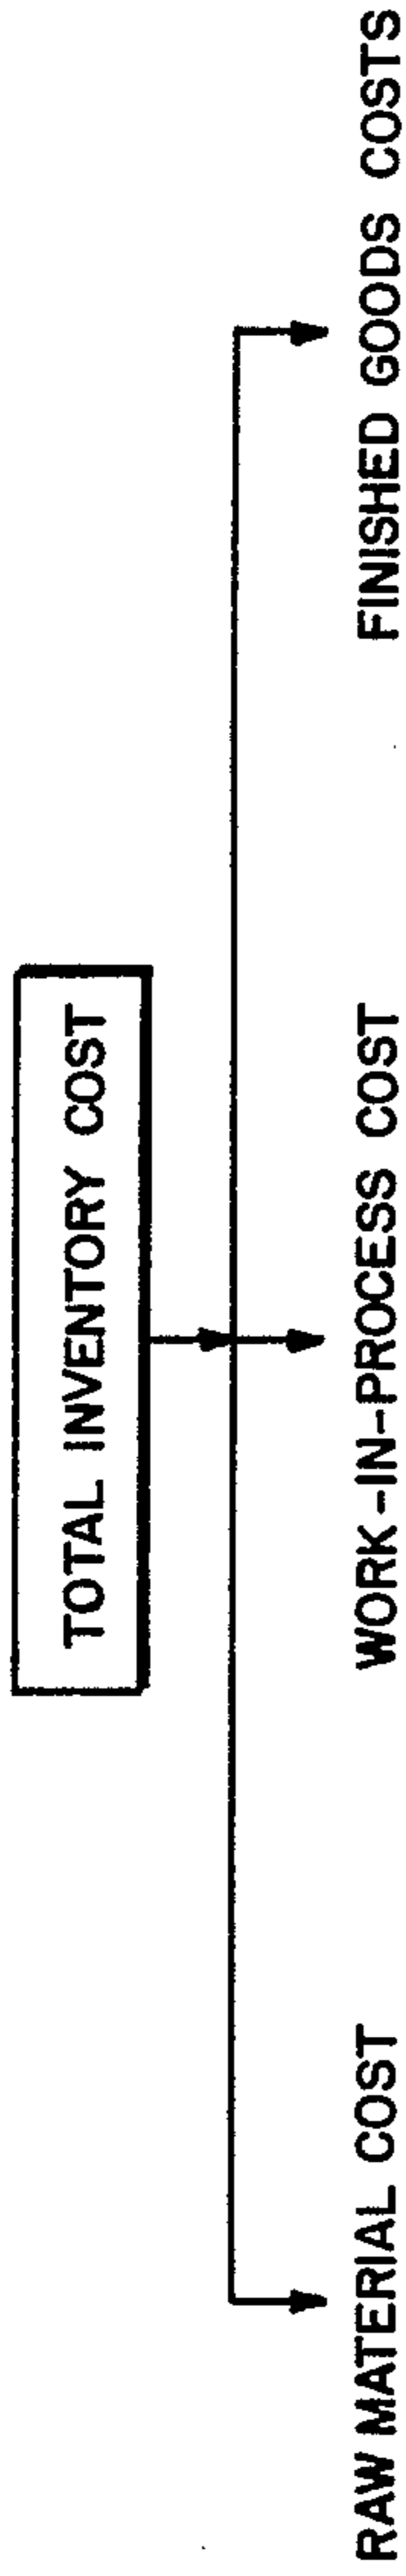 TOTAL INVENTORY COST
RAW MATERIAL COST
WORK-IN-PROCESS COST
FINISHED GOODS COSTS